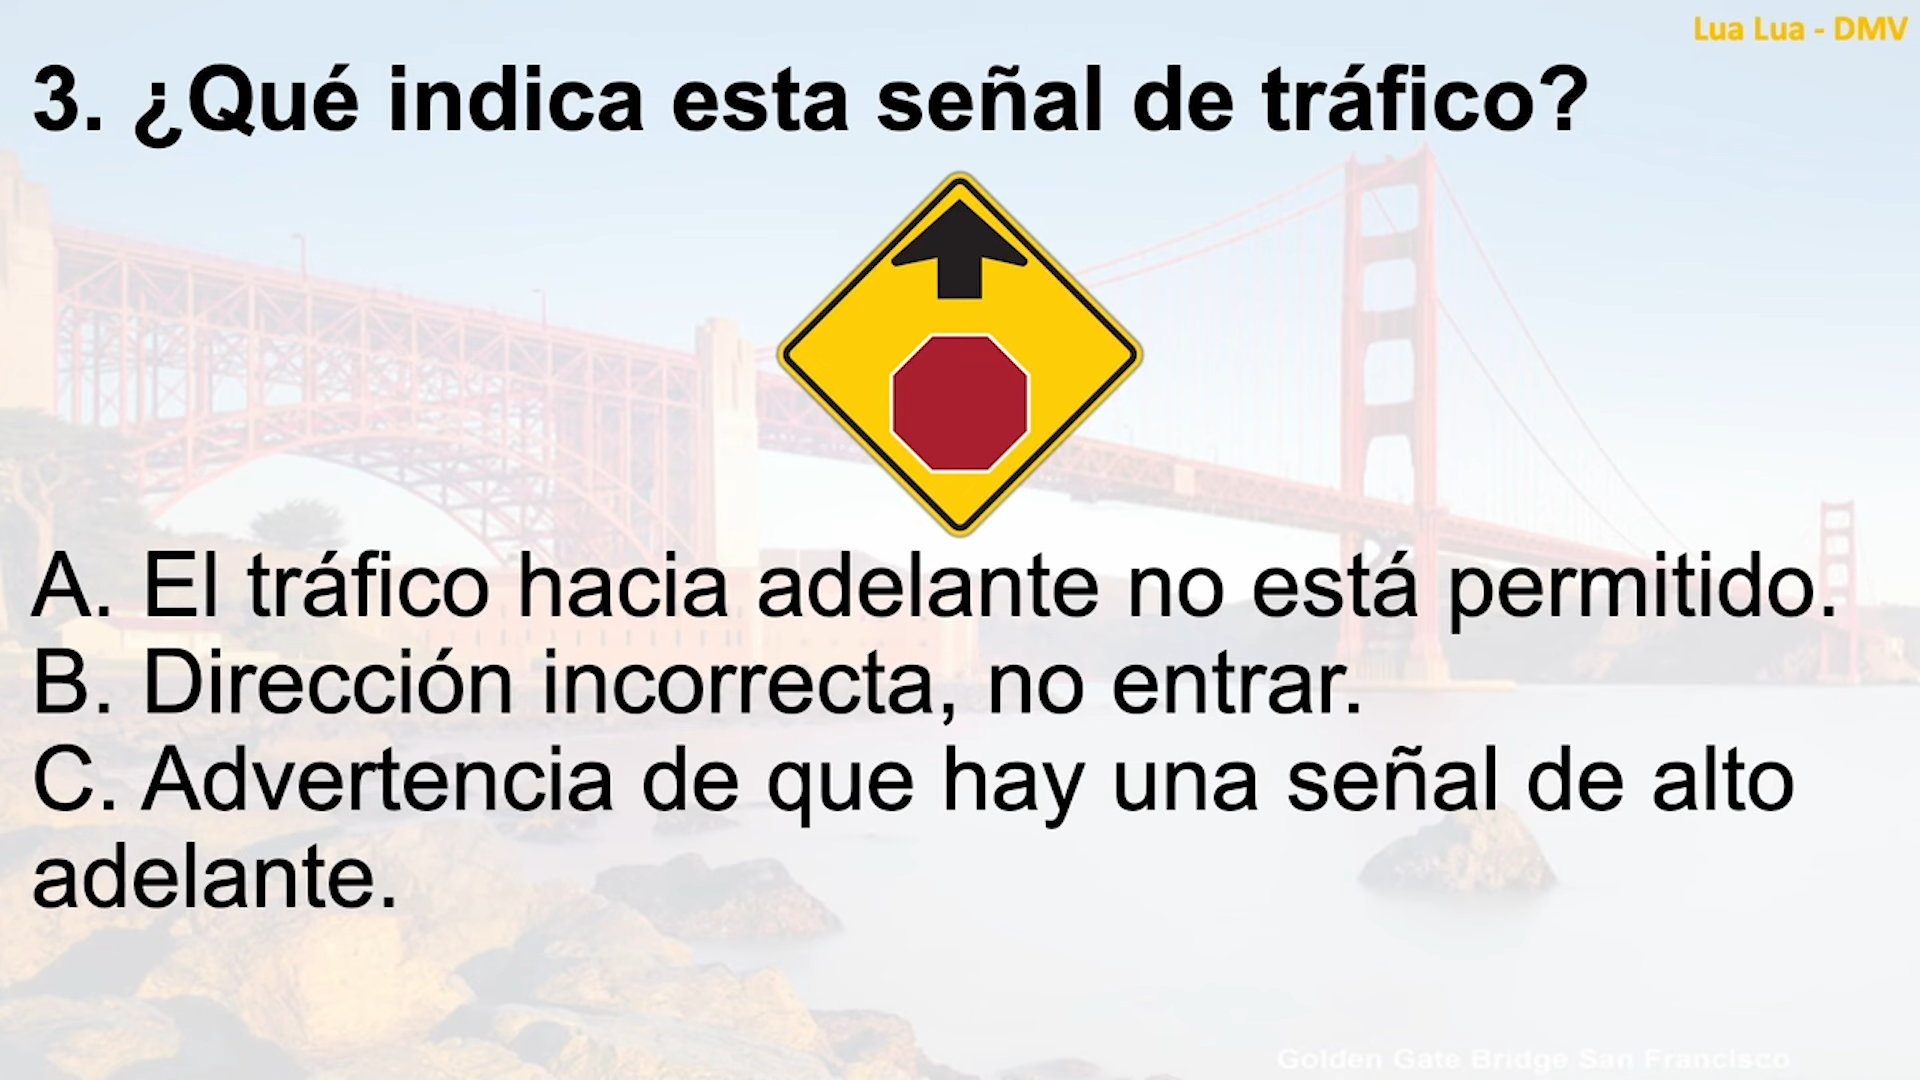 Lua Lua - DMV
3. ¿Qué indica esta señal de tráfico?
A. El tráfico hacia adelante no está permitido.
B. Dirección incorrecta, no entrar.
C. Advertencia de que hay una señal de alto
adelante.
Golden Gate Bridge San Francisco